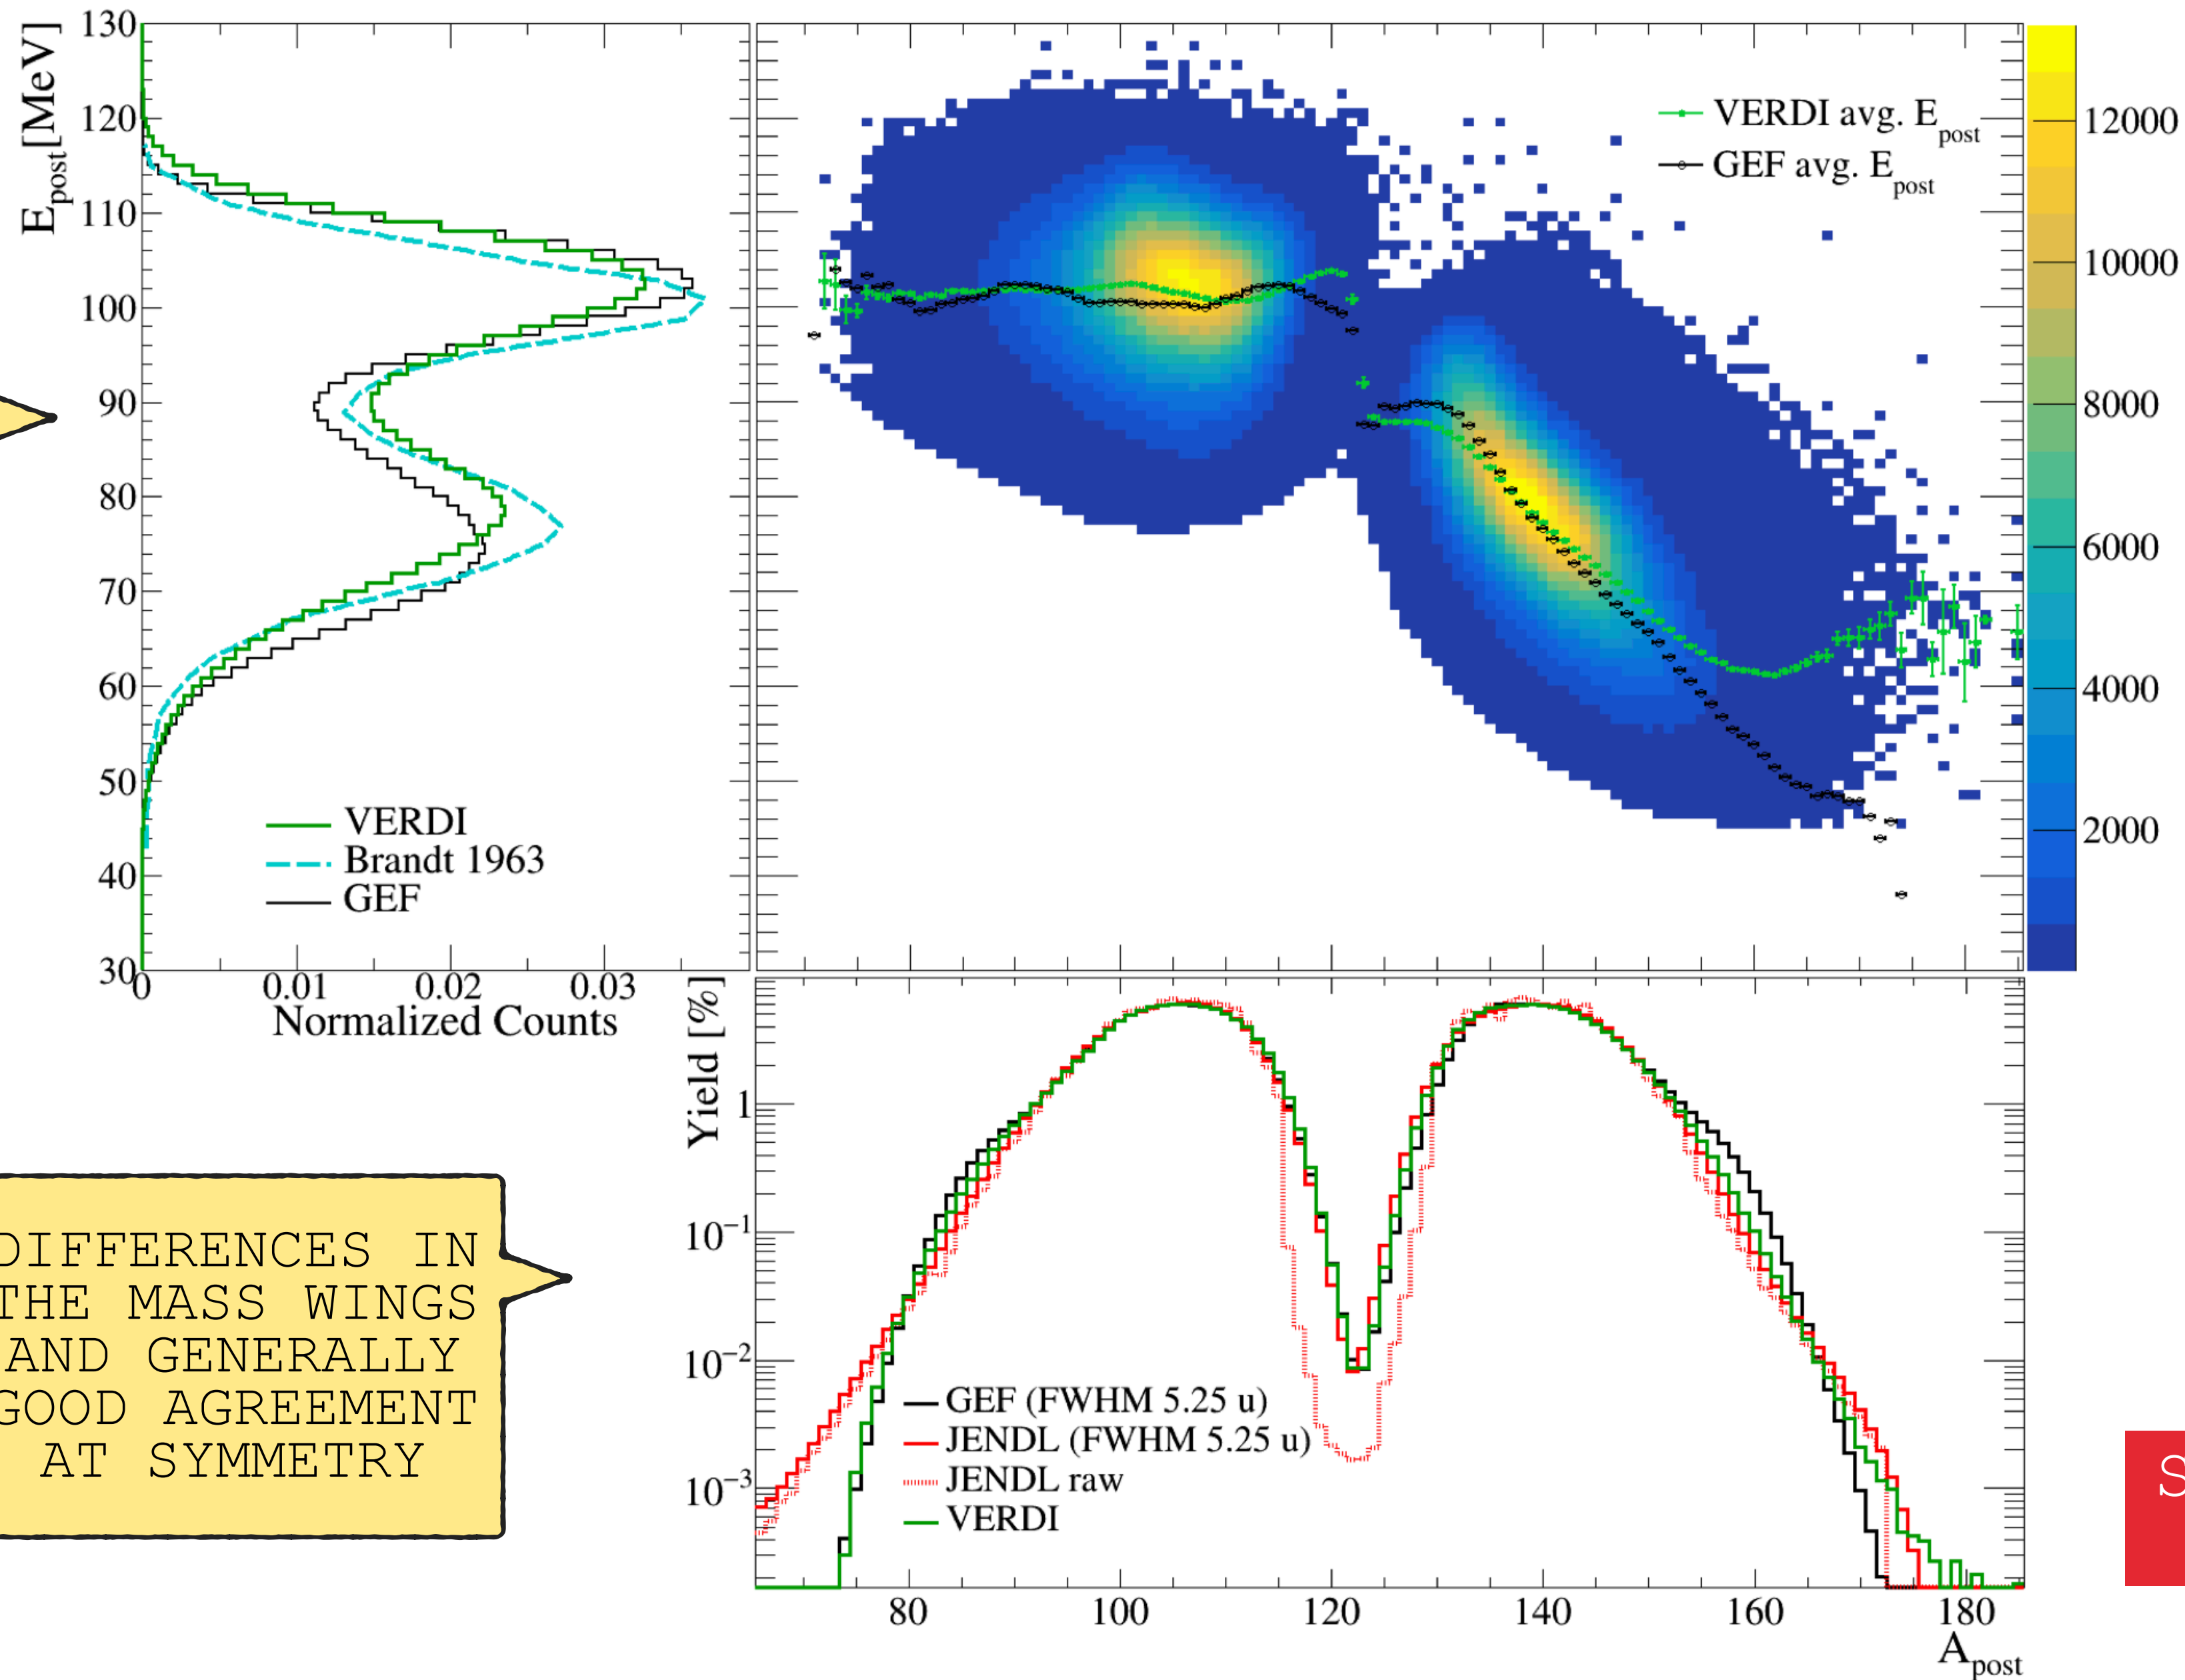 E_post [MeV]
130
120
110
100
90
80
70
60
50
40
30
VERDI
Brandt 1963
GEF
0 0.01 0.02 0.03
Normalized Counts
VERDI avg. E_post
GEF avg. E_post
12000
10000
8000
6000
4000
2000
DIFFERENCES IN
THE MASS WINGS
AND GENERALLY
GOOD AGREEMENT
AT SYMMETRY
Yield [%]
1
10⁻¹
10⁻²
10⁻³
GEF (FWHM 5.25 u)
JENDL (FWHM 5.25 u)
JENDL raw
VERDI
80 100 120 140 160 180
A_post
S